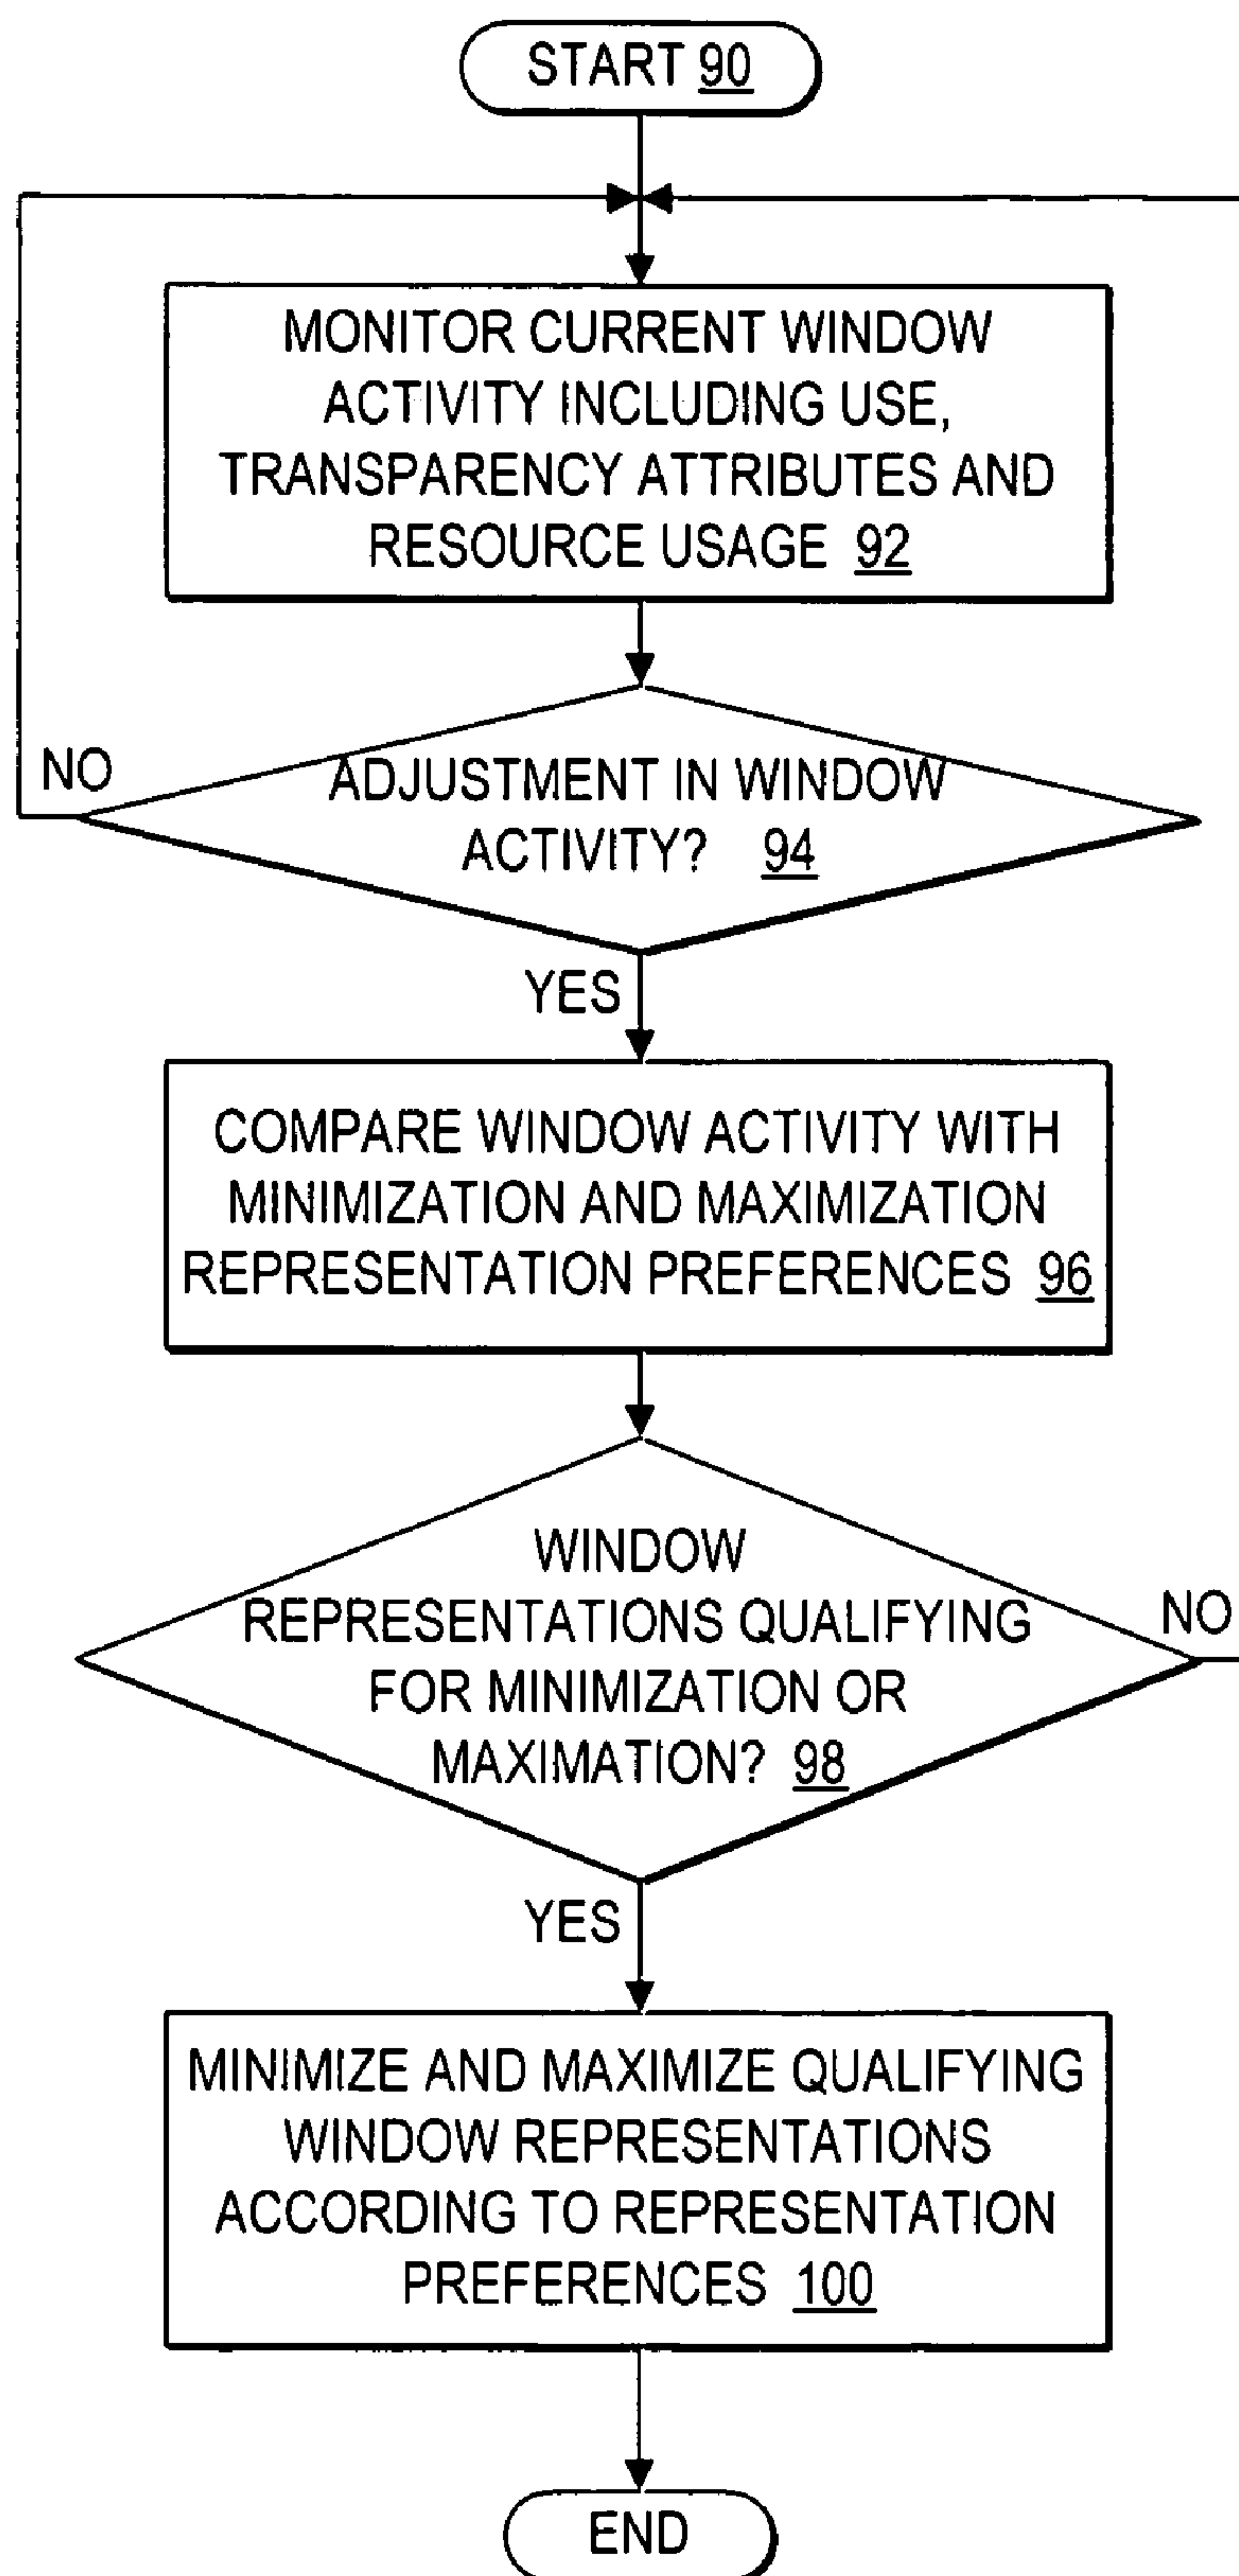 START 90
MONITOR CURRENT WINDOW
ACTIVITY INCLUDING USE,
TRANSPARENCY ATTRIBUTES AND
RESOURCE USAGE 92
NO
ADJUSTMENT IN WINDOW
ACTIVITY? 94
YES
COMPARE WINDOW ACTIVITY WITH
MINIMIZATION AND MAXIMIZATION
REPRESENTATION PREFERENCES 96
WINDOW
REPRESENTATIONS QUALIFYING
FOR MINIMIZATION OR
MAXIMATION? 98
NO
YES
MINIMIZE AND MAXIMIZE QUALIFYING
WINDOW REPRESENTATIONS
ACCORDING TO REPRESENTATION
PREFERENCES 100
END